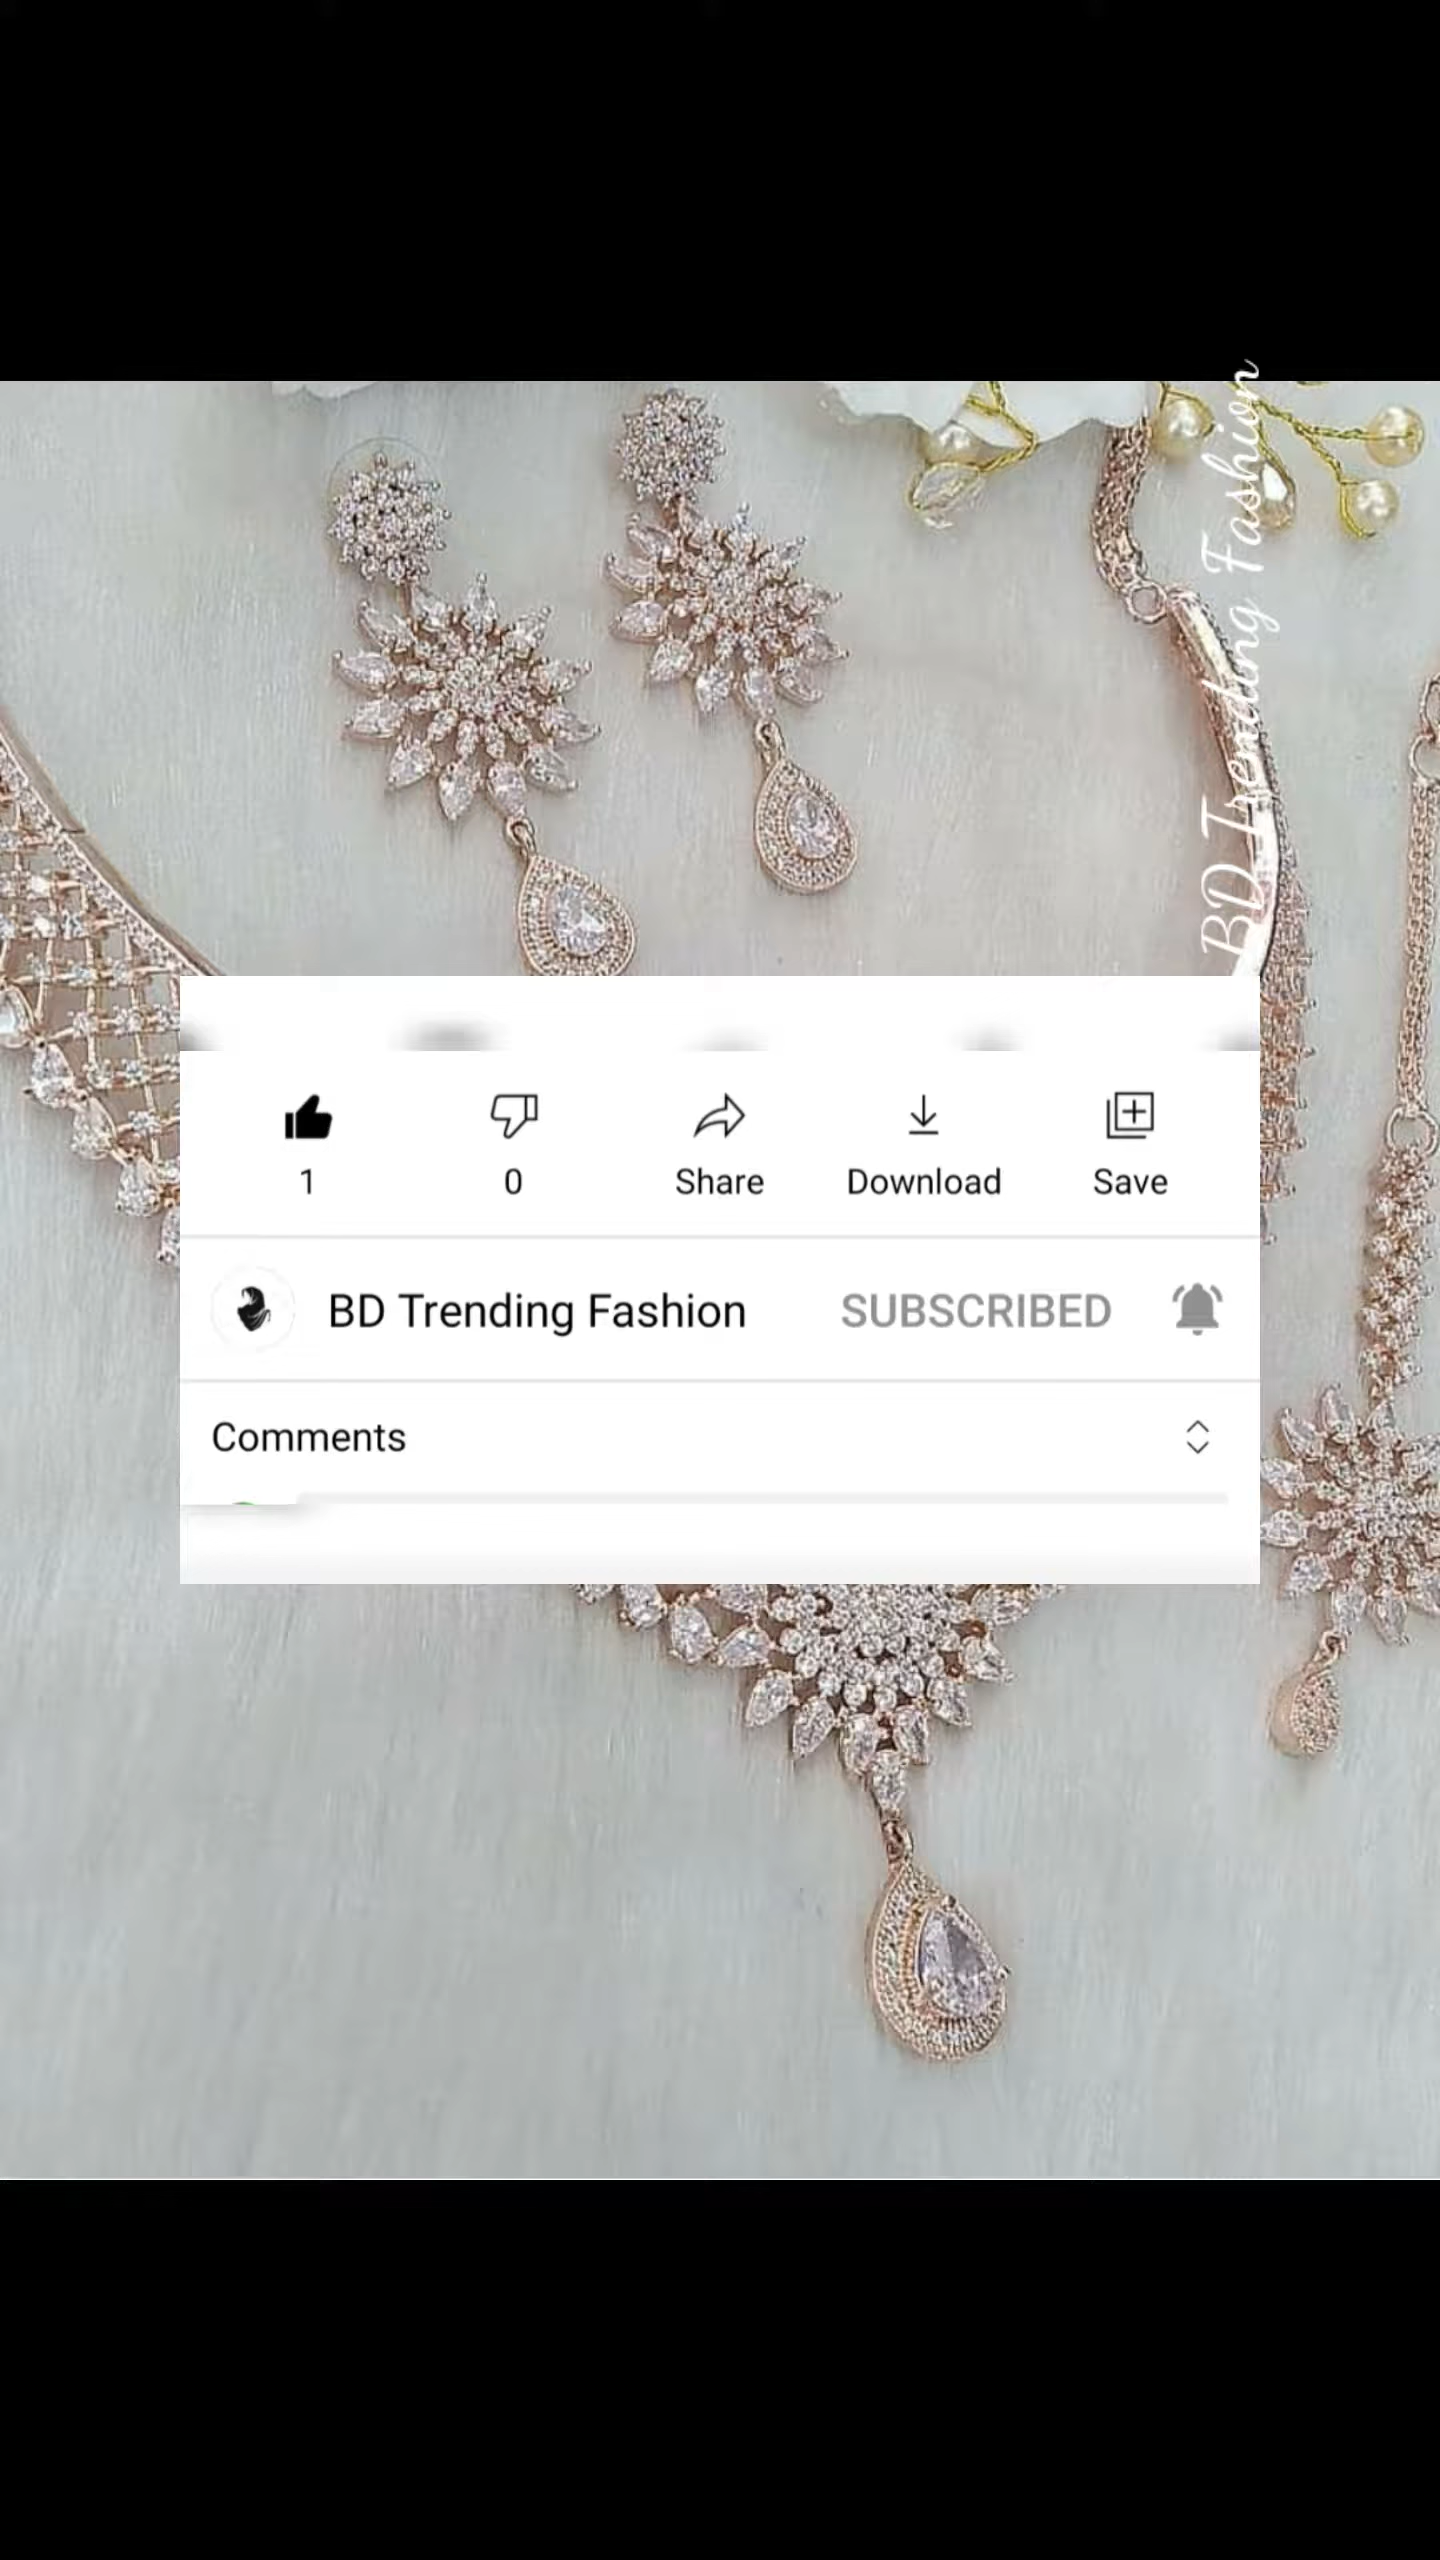 BD Trending Fashion
1
0
Share
Download
Save
BD Trending Fashion
SUBSCRIBED
Comments